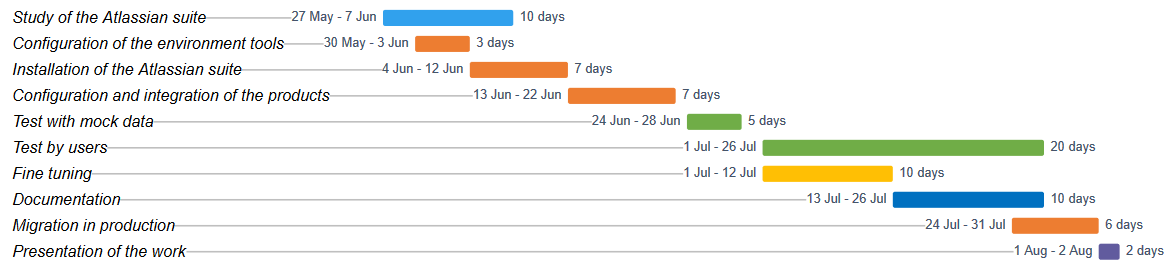 Study of the Atlassian suite 27 May - 7 Jun 10 days
Configuration of the environment tools 30 May - 3 Jun 3 days
Installation of the Atlassian suite 4 Jun - 12 Jun 7 days
Configuration and integration of the products 13 Jun - 22 Jun 7 days
Test with mock data 24 Jun - 28 Jun 5 days
Test by users 1 Jul - 26 Jul 20 days
Fine tuning 1 Jul - 12 Jul 10 days
Documentation 13 Jul - 26 Jul 10 days
Migration in production 24 Jul - 31 Jul 6 days
Presentation of the work 1 Aug - 2 Aug 2 days